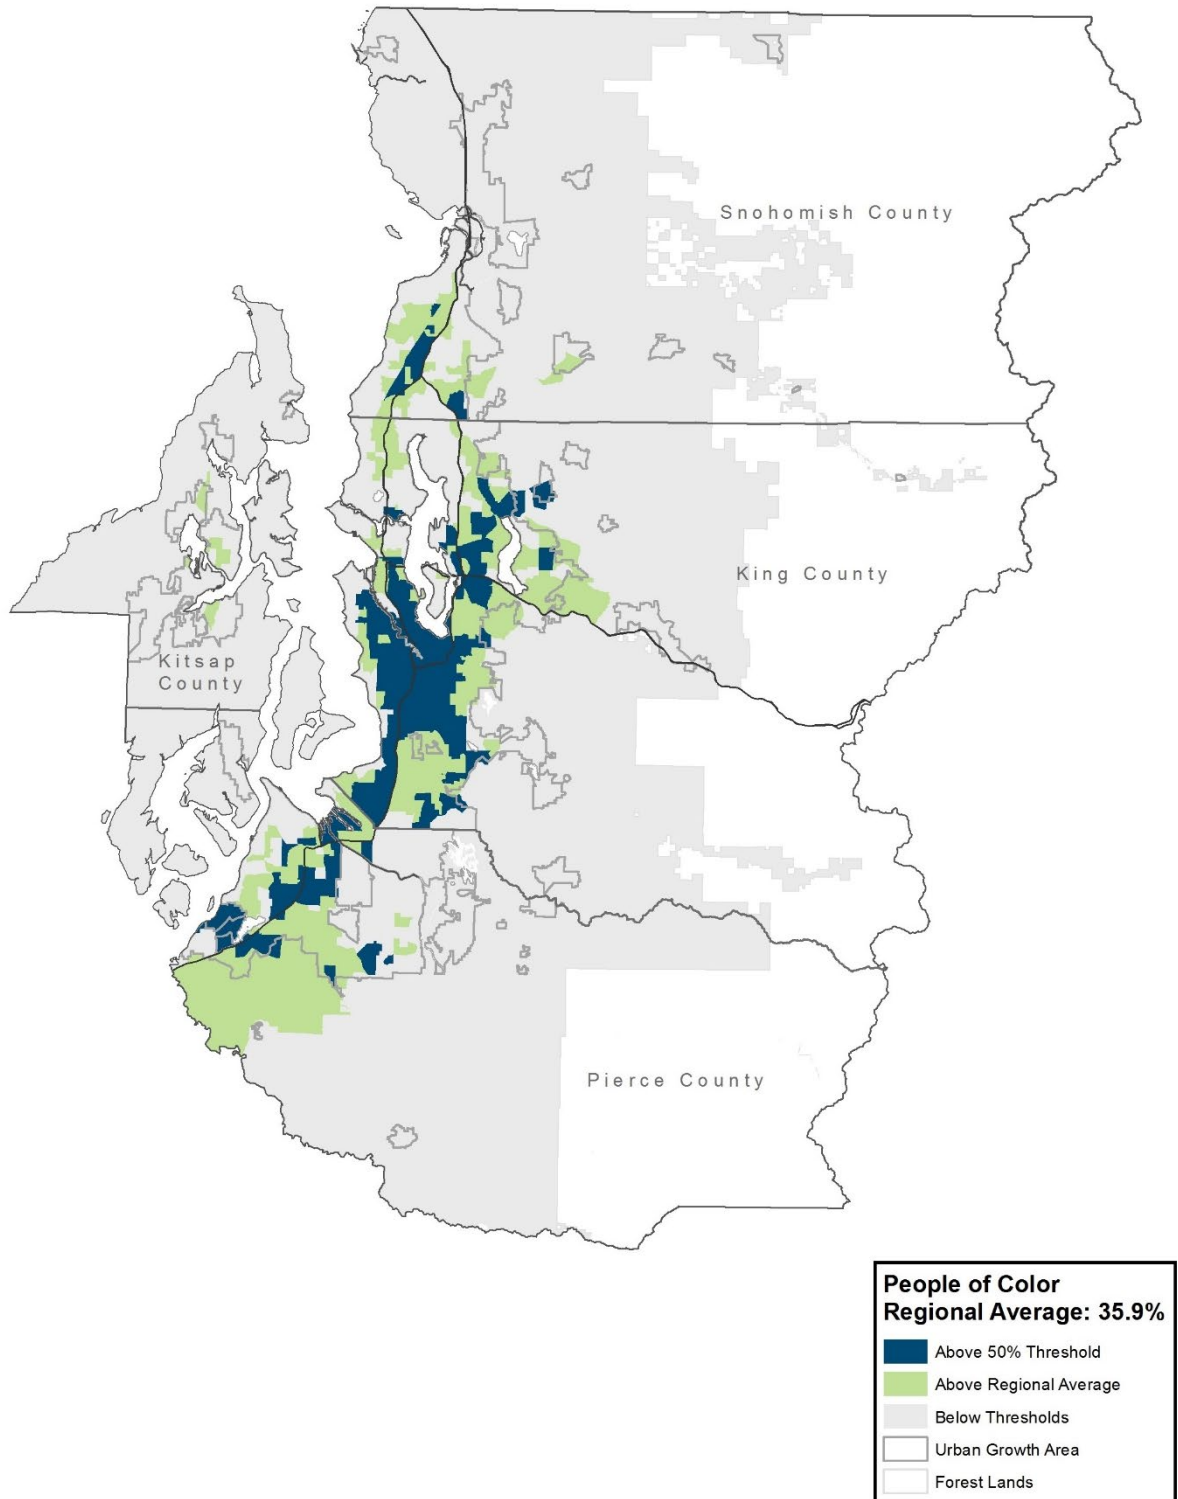 Snohomish County
King County
Kitsap
County
Pierce County
People of Color
Regional Average: 35.9%
Above 50% Threshold
Above Regional Average
Below Thresholds
Urban Growth Area
Forest Lands